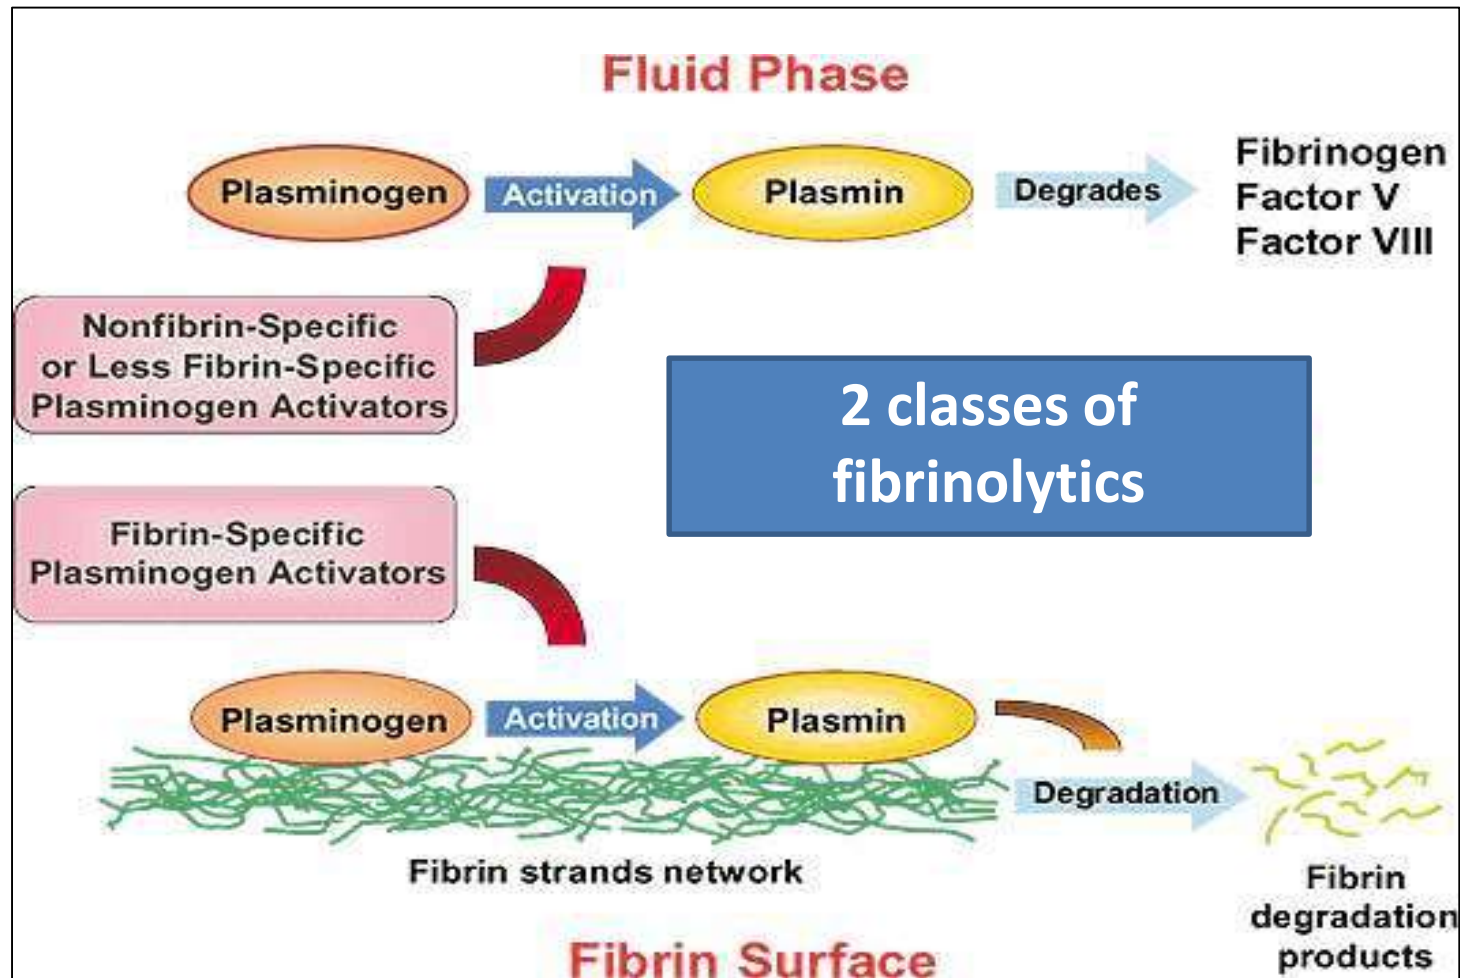 Fluid Phase
Plasminogen
Activation
Plasmin
Degrades
Fibrinogen
Factor V
Factor VIII
Nonfibrin-Specific
or Less Fibrin-Specific
Plasminogen Activators
2 classes of
fibrinolytics
Fibrin-Specific
Plasminogen Activators
Plasminogen
Activation
Plasmin
Degradation
Fibrin strands network
Fibrin
degradation
products
Fibrin Surface